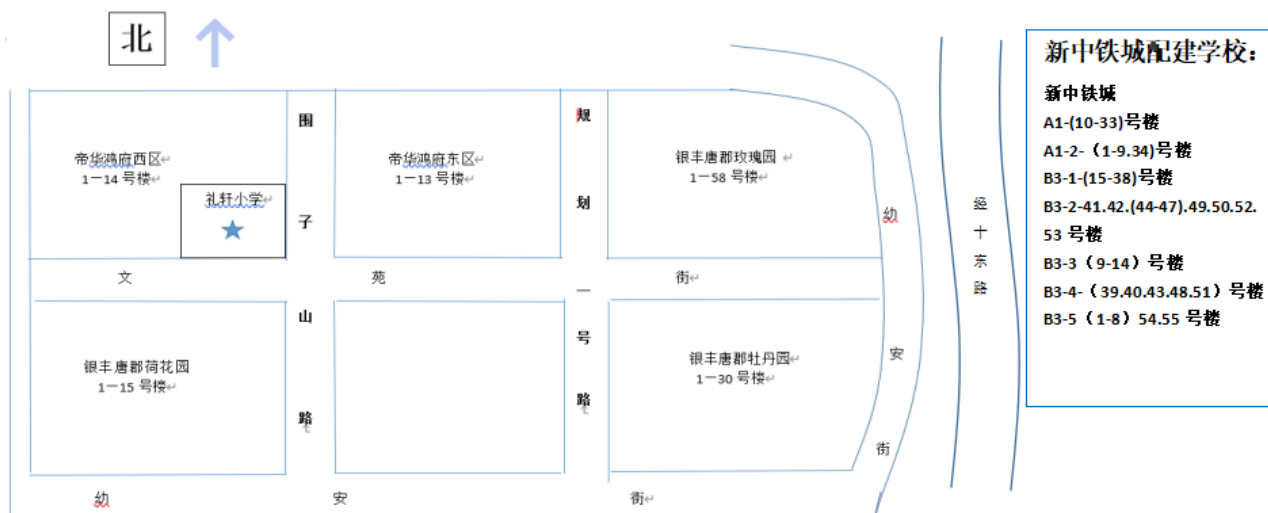 北
新中铁城配建学校：
新中铁城
A1-(10-33)号楼
A1-2-（1-9.34)号楼
B3-1-(15-38)号楼
B3-2-41.42.(44-47).49.50.52.
53 号楼
B3-3（9-14）号楼
B3-4-（39.40.43.48.51）号楼
B3-5（1-8）54.55 号楼
帝华鸿府西区
1一14 号楼
礼轩小学
围子山路
帝华鸿府东区
1一13 号楼
规划一号路
银丰唐郡玫瑰园
1一58 号楼
幼安街
经十东路
文苑街
银丰唐郡荷花园
1一15 号楼
银丰唐郡牡丹园
1一30 号楼
幼安街